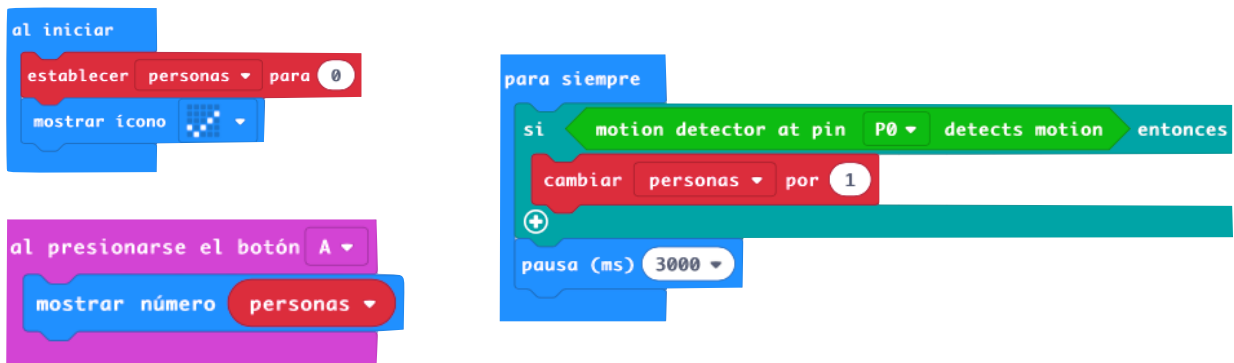 al iniciar
establecer personas para 0
mostrar ícono
al presionarse el botón A
mostrar número personas
para siempre
si motion detector at pin P0 detects motion entonces
cambiar personas por 1
pausa (ms) 3000